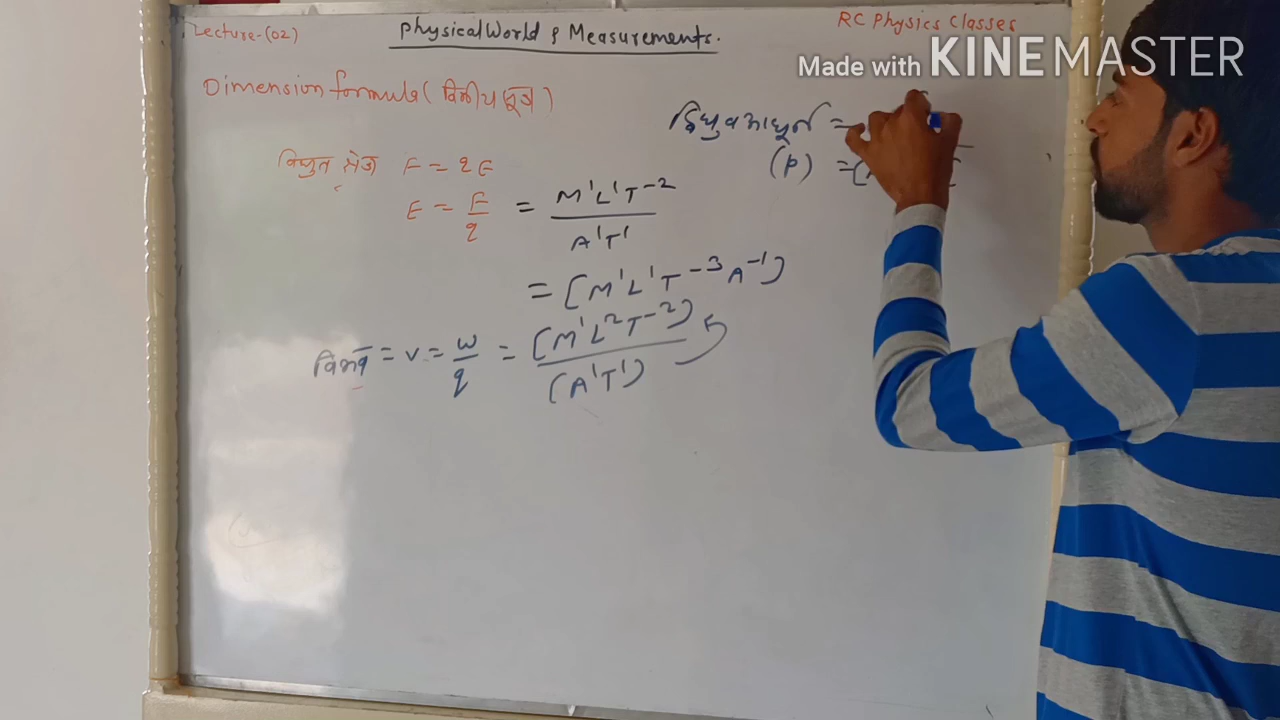 Lecture-(02)
Physical World & Measurements.
RC Physics Classes
Made with KINEMASTER
Dimension formula (विमीय सूत्र)
विद्युत क्षेत्र F = qE
E = F/q = M¹L¹T⁻²/A¹T¹
= [M¹L¹T⁻³A⁻¹]
विभव = V = W/q = [M¹L²T⁻²]/[A¹T¹]
द्विध्रुव आघूर्ण =
(P) =